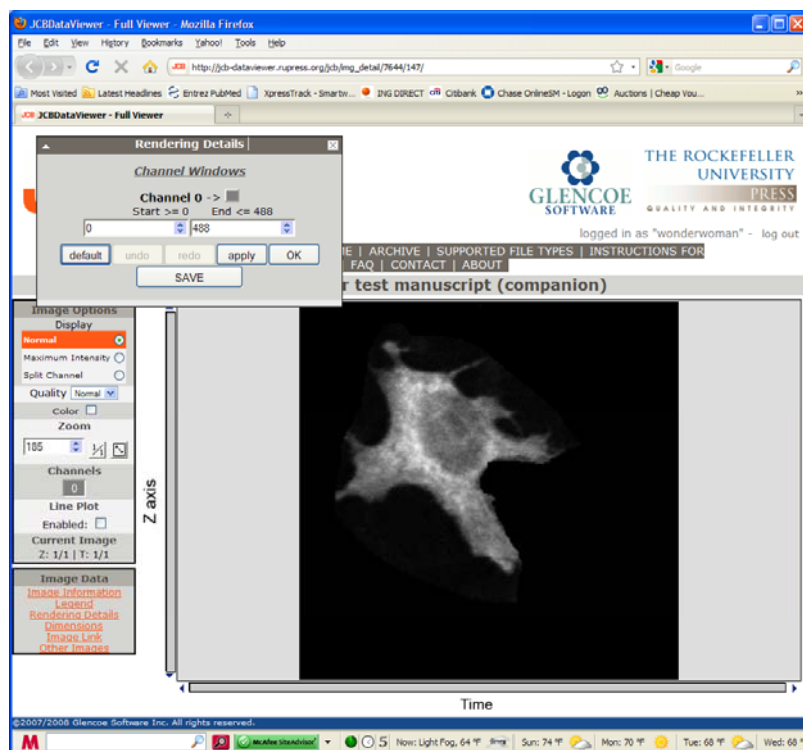 JCBDataViewer - Full Viewer - Mozilla Firefox
File Edit View History Bookmarks Yahoo! Tools Help
http://jcb-dataviewer.rupress.org/jcb/img_detail/7644/147/
Google
Most Visited Latest Headlines Entrez PubMed XpressTrack - Smartw... ING DIRECT citi Citibank Chase OnlineSM - Logon Auctions | Cheap Vou... »
JCB JCBDataViewer - Full Viewer
Rendering Details
Channel Windows
Channel 0 ->
Start >= 0 End <= 488
0 488
default undo redo apply OK
SAVE
GLENCOE
SOFTWARE
THE ROCKEFELLER
UNIVERSITY
PRESS
QUALITY AND INTEGRITY
logged in as "wonderwoman" - log out
E | ARCHIVE | SUPPORTED FILE TYPES | INSTRUCTIONS FOR
FAQ | CONTACT | ABOUT
r test manuscript (companion)
Image Options
Display
Normal
Maximum Intensity
Split Channel
Quality Normal
Color
Zoom
185
1/1
Channels
0
Line Plot
Enabled:
Current Image
Z: 1/1 | T: 1/1
Image Data
Image Information
Legend
Rendering Details
Dimensions
Image Link
Other Images
Z axis
Time
©2007/2008 Glencoe Software Inc. All rights reserved.
McAfee SiteAdvisor 5 Now: Light Fog, 64 °F Sun: 74 °F Mon: 70 °F Tue: 68 °F Wed: 68 °